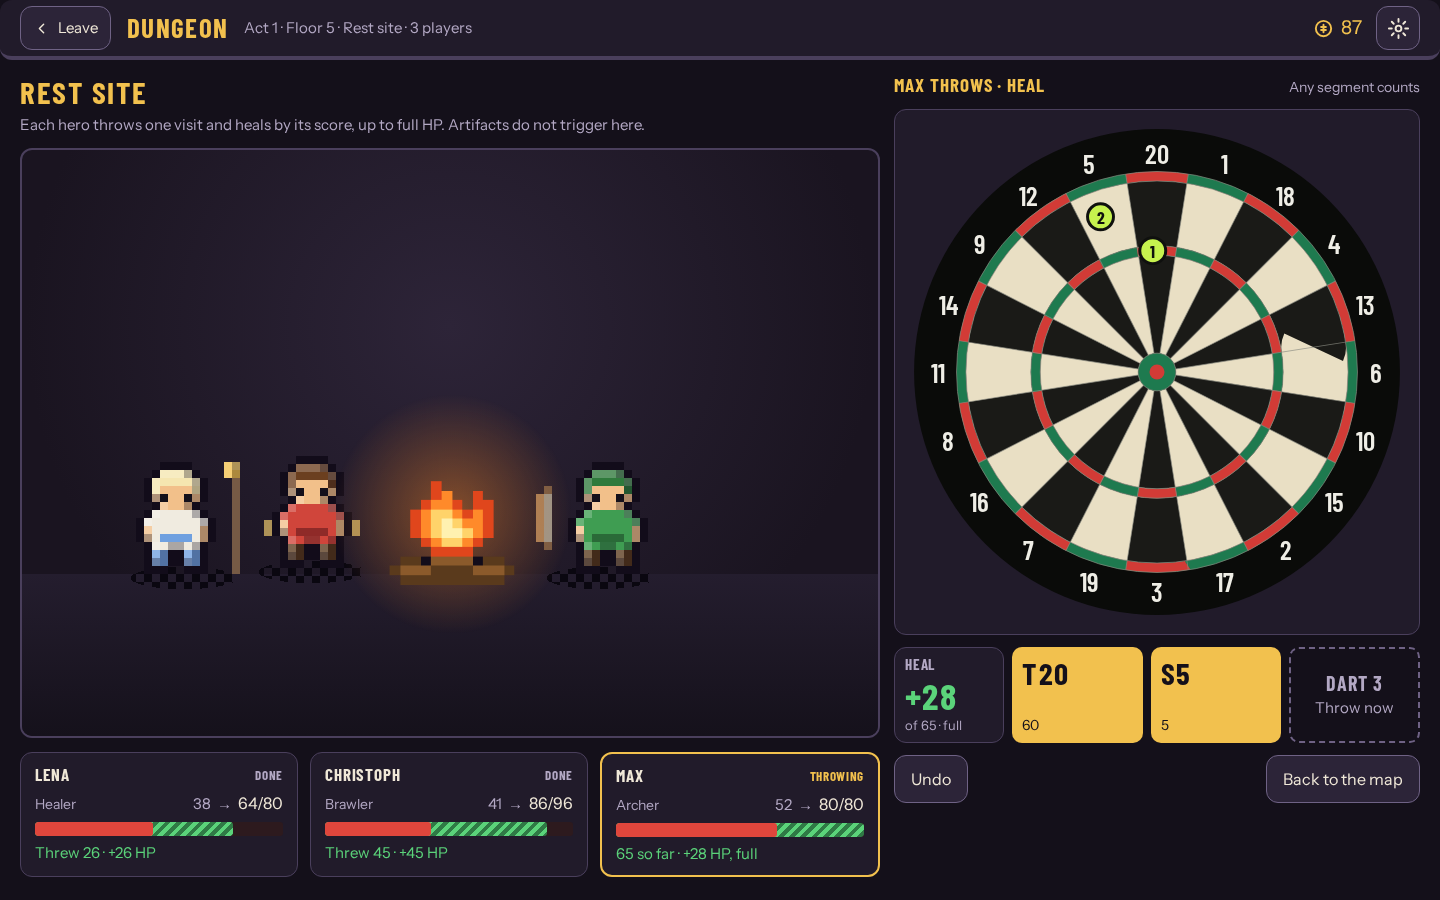 Leave
DUNGEON
Act 1 · Floor 5 · Rest site · 3 players
87
REST SITE
Each hero throws one visit and heals by its score, up to full HP. Artifacts do not trigger here.
MAX THROWS · HEAL
Any segment counts
20
1
18
4
13
6
10
15
2
17
3
19
7
16
8
11
14
9
12
5
2
1
HEAL
+28
of 65 · full
T20
60
S5
5
DART 3
Throw now
Undo
Back to the map
LENA
DONE
Healer
38 → 64/80
Threw 26 · +26 HP
CHRISTOPH
DONE
Brawler
41 → 86/96
Threw 45 · +45 HP
MAX
THROWING
Archer
52 → 80/80
65 so far · +28 HP, full